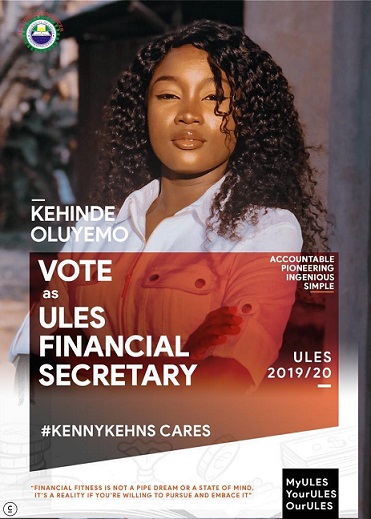 KEHINDE
OLUYEMO
VOTE
as
ULES
FINANCIAL
SECRETARY
#KENNYKEHNS CARES
ACCOUNTABLE
PIONEERING
INGENIOUS
SIMPLE
ULES
2019/20
"FINANCIAL FITNESS IS NOT A PIPE DREAM OR A STATE OF MIND,
IT'S A REALITY IF YOU'RE WILLING TO PURSUE AND EMBACE IT"
MyULES
YourULES
OurULES